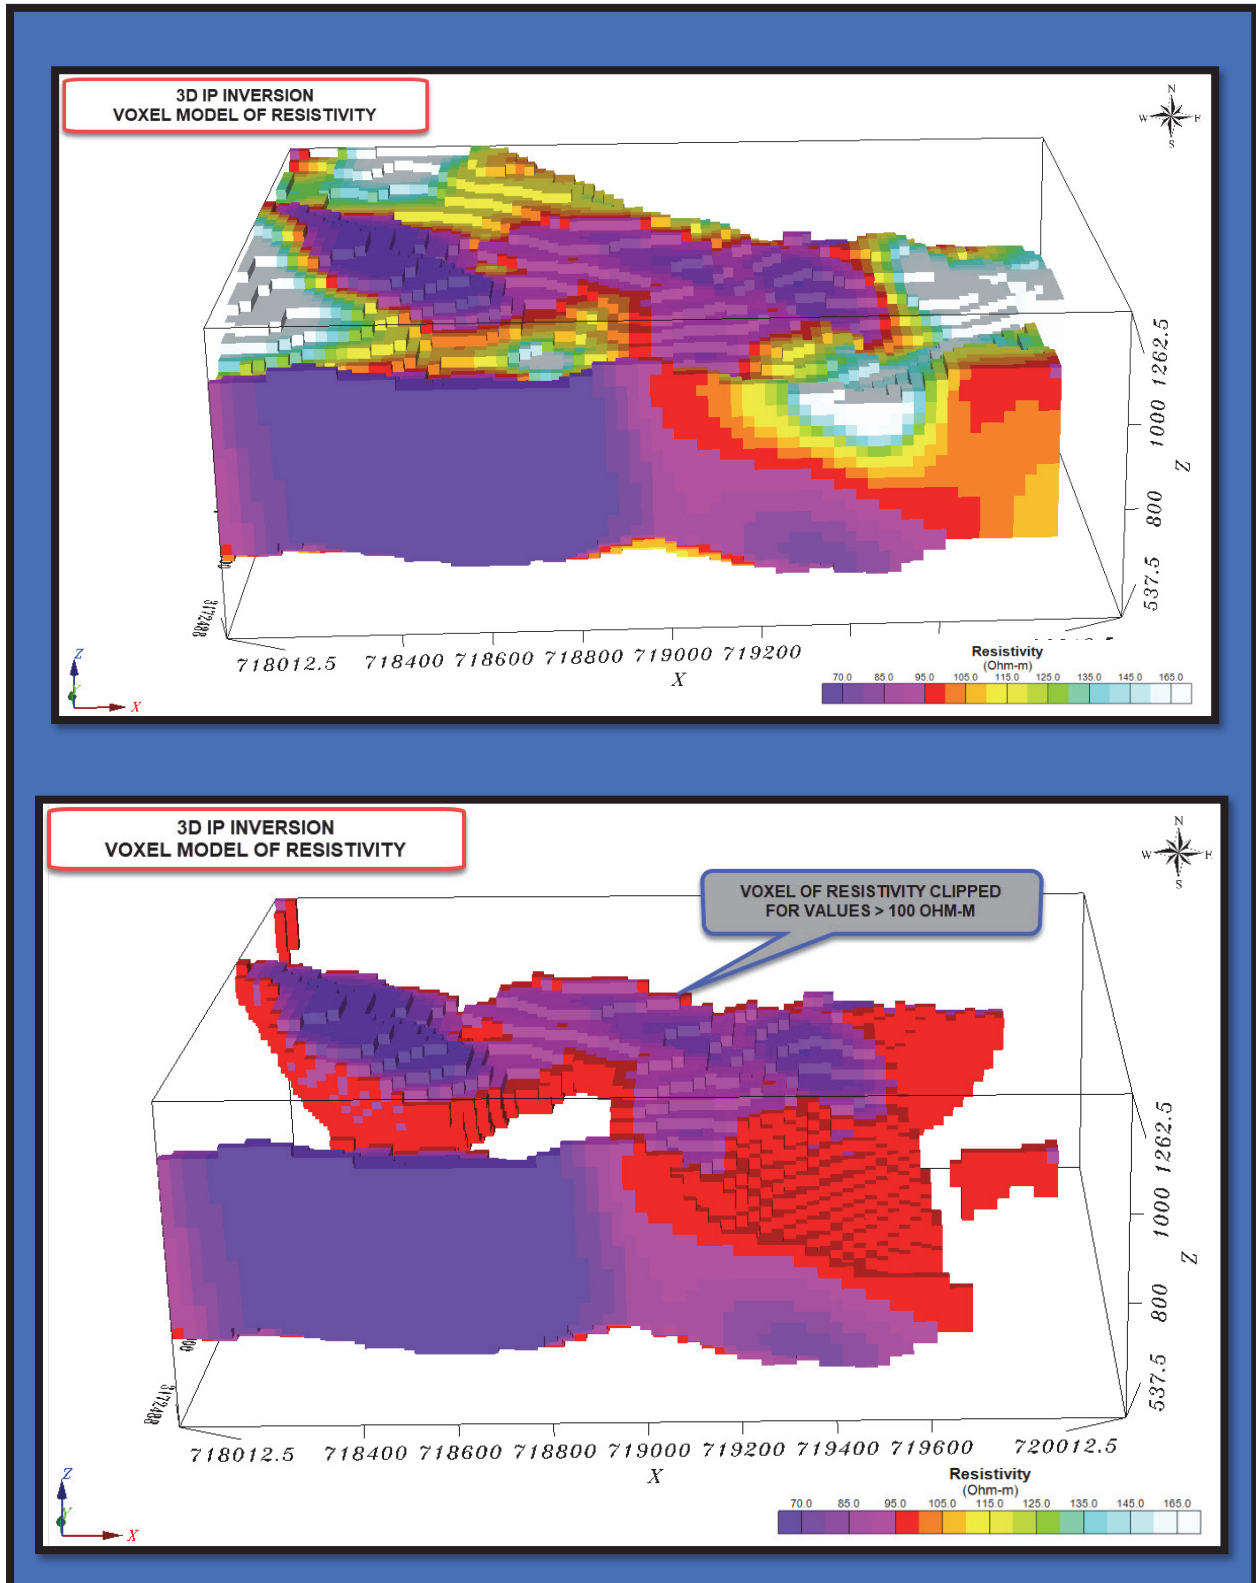 3D IP INVERSION
VOXEL MODEL OF RESISTIVITY
N
W E
S
1262.5
1000
Z
800
537.5
3172488
718012.5 718400 718600 718800 719000 719200
X
Z
X
Resistivity
(Ohm-m)
70.0 85.0 95.0 105.0 115.0 125.0 135.0 145.0 165.0
3D IP INVERSION
VOXEL MODEL OF RESISTIVITY
N
W E
S
VOXEL OF RESISTIVITY CLIPPED
FOR VALUES > 100 OHM-M
1262.5
1000
Z
800
537.5
3172488
718012.5 718400 718600 718800 719000 719200 719400 719600 720012.5
X
Z
Y
X
Resistivity
(Ohm-m)
70.0 85.0 95.0 105.0 115.0 125.0 135.0 145.0 165.0